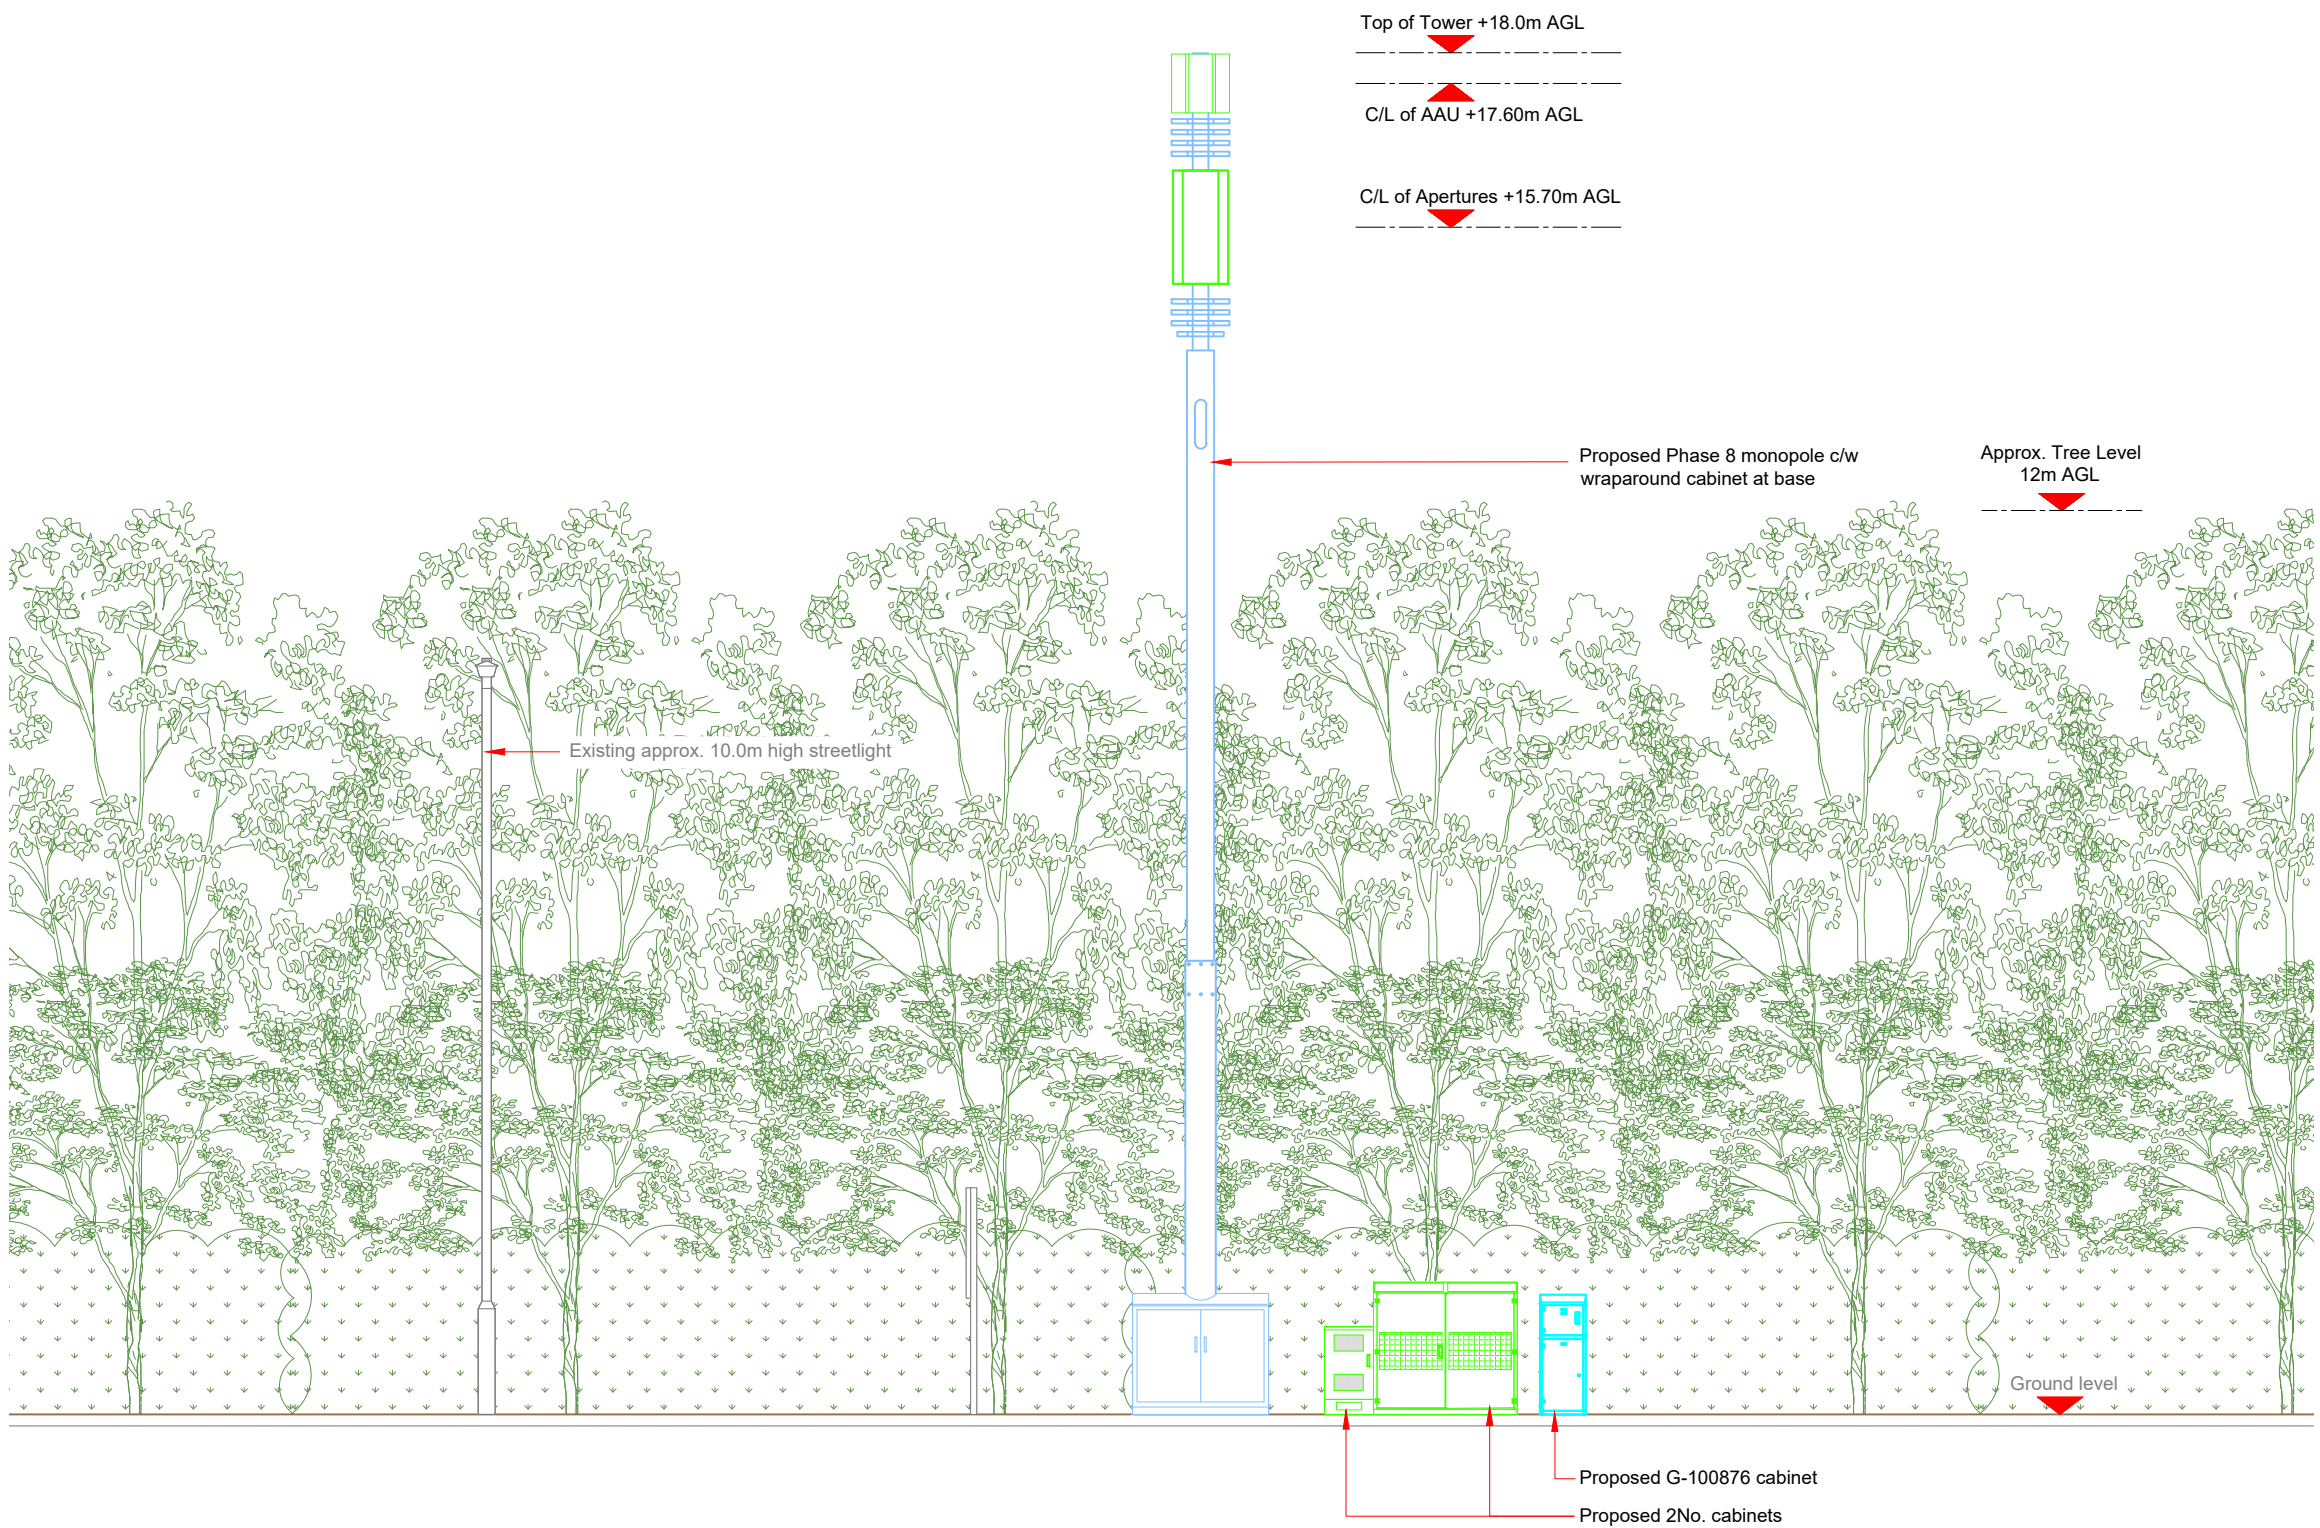 Top of Tower +18.0m AGL
C/L of AAU +17.60m AGL
C/L of Apertures +15.70m AGL
Proposed Phase 8 monopole c/w
wraparound cabinet at base
Approx. Tree Level
12m AGL
Existing approx. 10.0m high streetlight
Ground level
Proposed G-100876 cabinet
Proposed 2No. cabinets